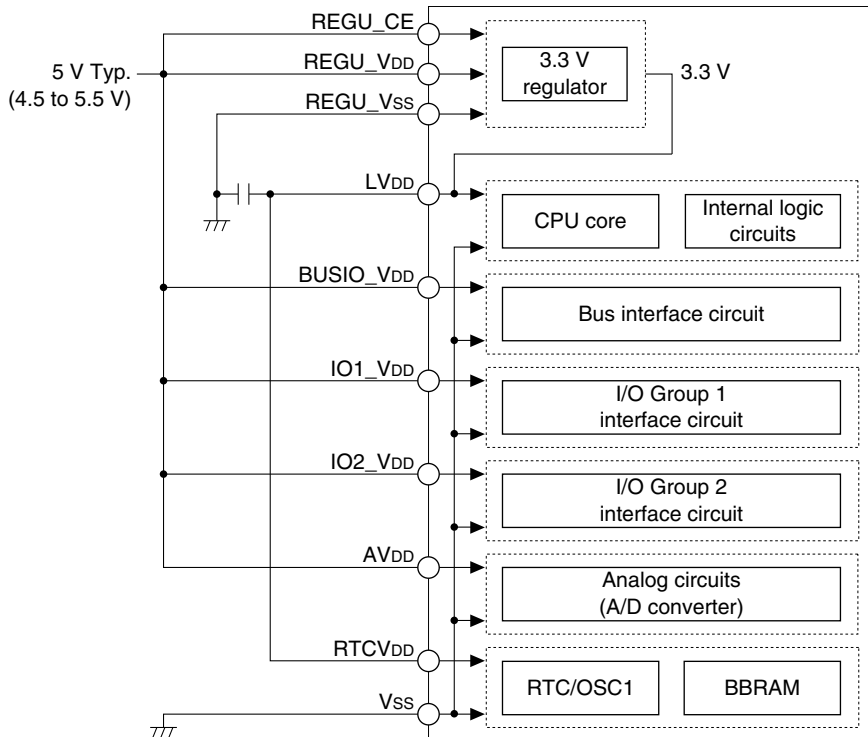 REGU_CE
5 V Typ.
(4.5 to 5.5 V)
REGU_VDD
3.3 V
regulator
3.3 V
REGU_VSS
LVDD
CPU core
Internal logic
circuits
BUSIO_VDD
Bus interface circuit
IO1_VDD
I/O Group 1
interface circuit
IO2_VDD
I/O Group 2
interface circuit
AVDD
Analog circuits
(A/D converter)
RTCVDD
RTC/OSC1
BBRAM
VSS